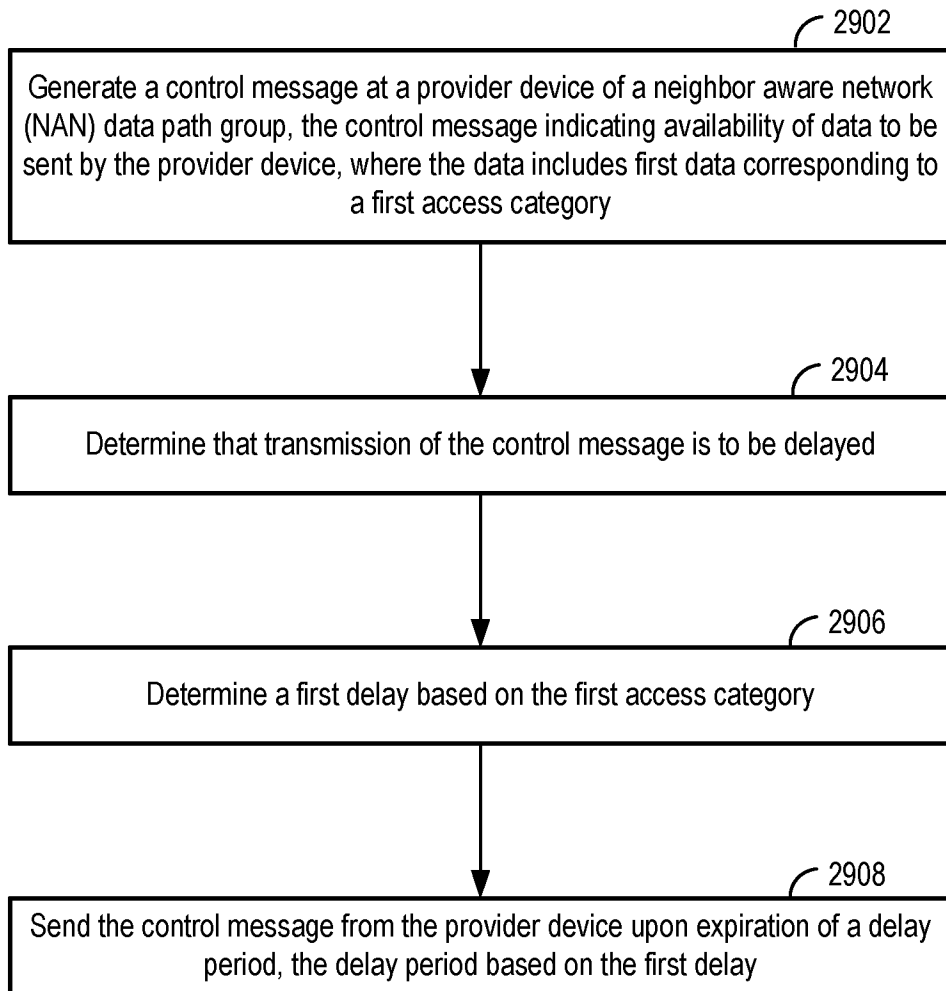 2902
Generate a control message at a provider device of a neighbor aware network
(NAN) data path group, the control message indicating availability of data to be
sent by the provider device, where the data includes first data corresponding to
a first access category
2904
Determine that transmission of the control message is to be delayed
2906
Determine a first delay based on the first access category
2908
Send the control message from the provider device upon expiration of a delay
period, the delay period based on the first delay